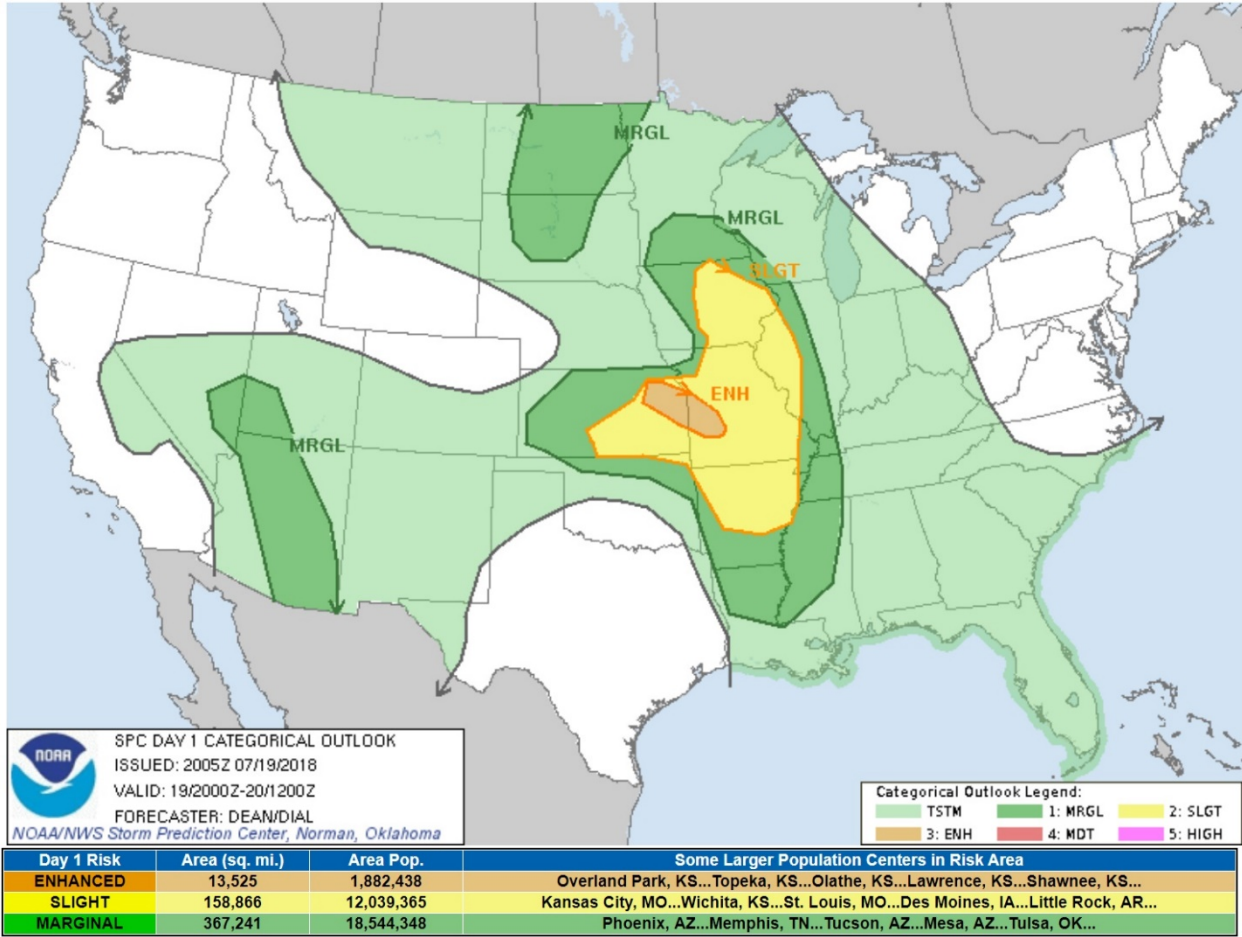 MRGL
MRGL
SLGT
ENH
MRGL
NOAA
SPC DAY 1 CATEGORICAL OUTLOOK
ISSUED: 2005Z 07/19/2018
VALID: 19/2000Z-20/1200Z
FORECASTER: DEAN/DIAL
NOAA/NWS Storm Prediction Center, Norman, Oklahoma
Categorical Outlook Legend:
TSTM 1: MRGL 2: SLGT
3: ENH 4: MDT 5: HIGH
Day 1 Risk Area (sq. mi.) Area Pop. Some Larger Population Centers in Risk Area
ENHANCED 13,525 1,882,438 Overland Park, KS...Topeka, KS...Olathe, KS...Lawrence, KS...Shawnee, KS...
SLIGHT 158,866 12,039,365 Kansas City, MO...Wichita, KS...St. Louis, MO...Des Moines, IA...Little Rock, AR...
MARGINAL 367,241 18,544,348 Phoenix, AZ...Memphis, TN...Tucson, AZ...Mesa, AZ...Tulsa, OK...